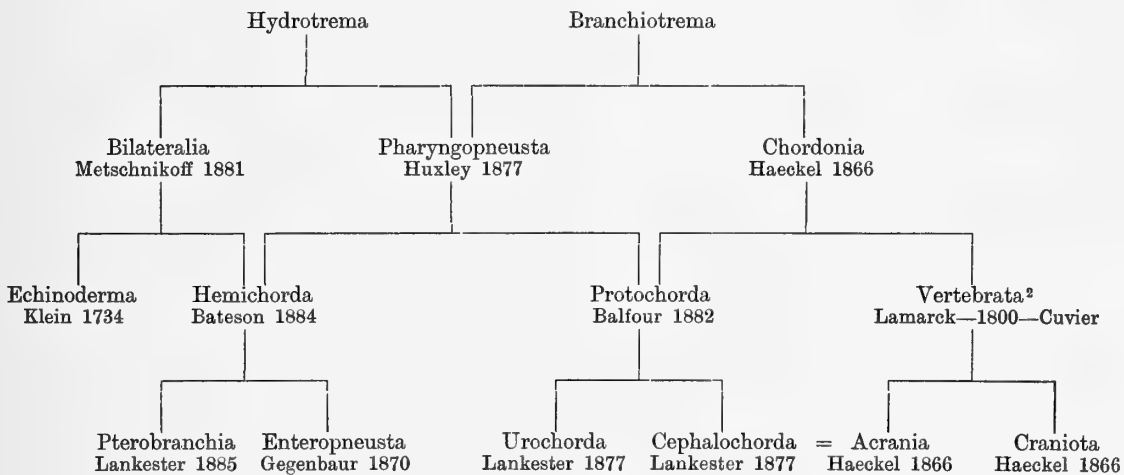 Hydrotrema Branchiotrema
Bilateralia Pharyngopneusta Chordonia
Metschnikoff 1881 Huxley 1877 Haeckel 1866
Echinoderma Hemichorda Protochorda Vertebrata²
Klein 1734 Bateson 1884 Balfour 1882 Lamarck—1800—Cuvier
Pterobranchia Enteropneusta Urochorda Cephalochorda = Acrania Craniota
Lankester 1885 Gegenbaur 1870 Lankester 1877 Lankester 1877 Haeckel 1866 Haeckel 1866